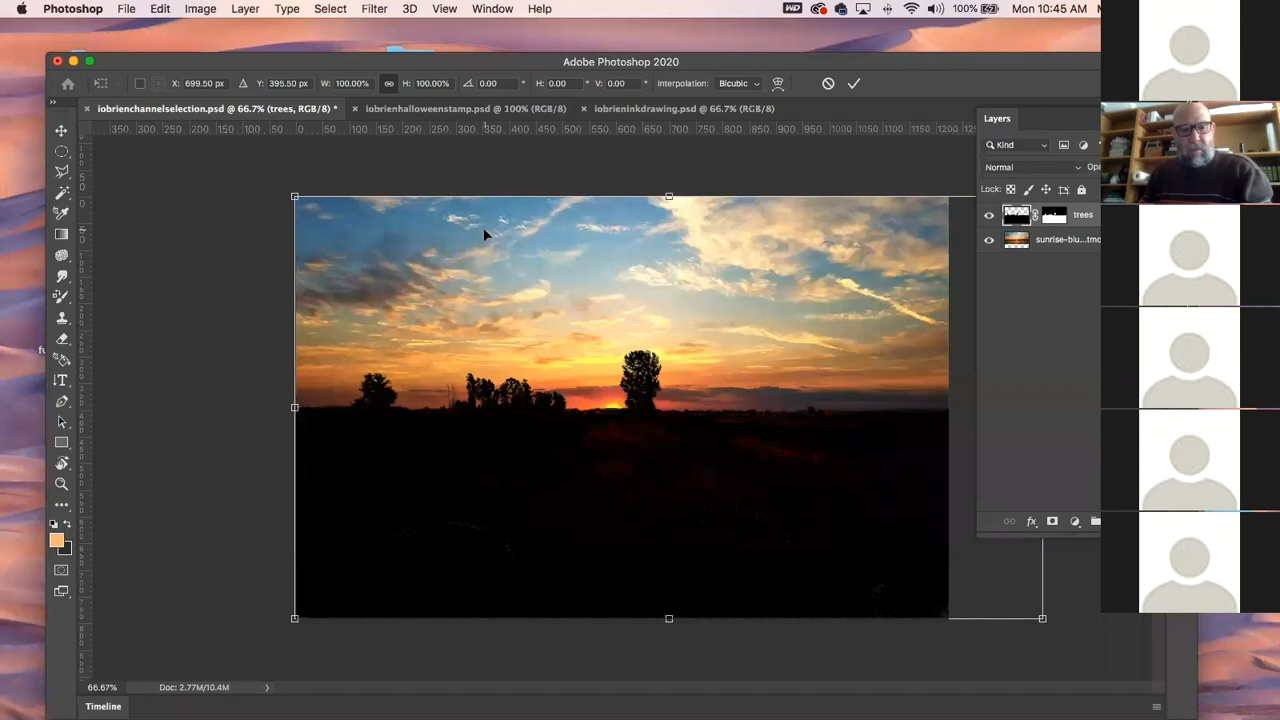 Photoshop File Edit Image Layer Type Select Filter 3D View Window Help 100% Mon 10:45 AM
Adobe Photoshop 2020
X: 699.50 px Y: 395.50 px W: 100.00% H: 100.00% 0.00 ° H: 0.00 ° V: 0.00 ° Interpolation: Bicubic
iobrienchannelselection.psd @ 66.7% (trees, RGB/8) * iobrienhalloweenstamp.psd @ 100% (RGB/8) iobrieninkdrawing.psd @ 66.7% (RGB/8)
350 300 250 200 150 100 50 0 50 100 150 200 250 300 350 400 450 500 550 600 650 700 750 800 850 900 950 1000 1050 1100 1150 1200
Layers
Kind
Normal Opa
Lock:
trees
sunrise-blu...tmo
fx
66.67% Doc: 2.77M/10.4M
Timeline